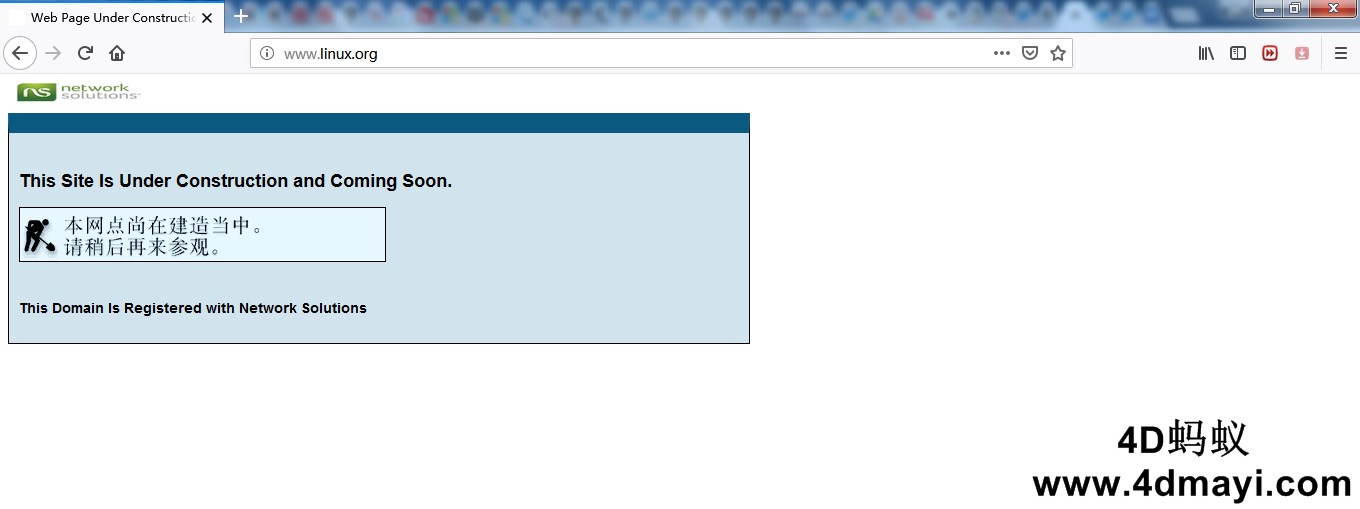 Web Page Under Constructic
www.linux.org
ns network
solutions
This Site Is Under Construction and Coming Soon.
本网点尚在建造当中。
请稍后再来参观。
This Domain Is Registered with Network Solutions
4D蚂蚁
www.4dmayi.com